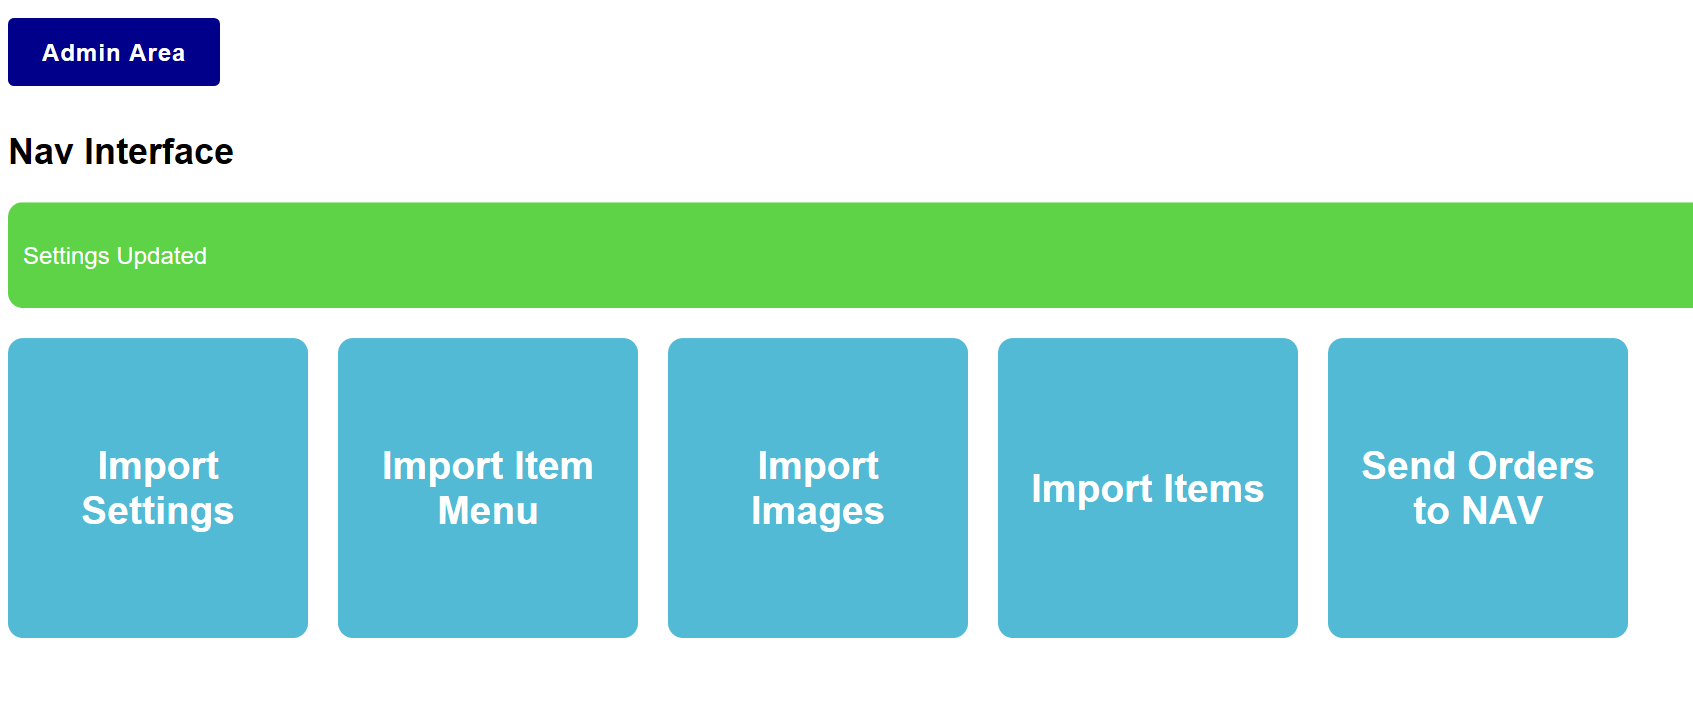 Admin Area
Nav Interface
Settings Updated
Import
Settings
Import Item
Menu
Import
Images
Import Items
Send Orders
to NAV